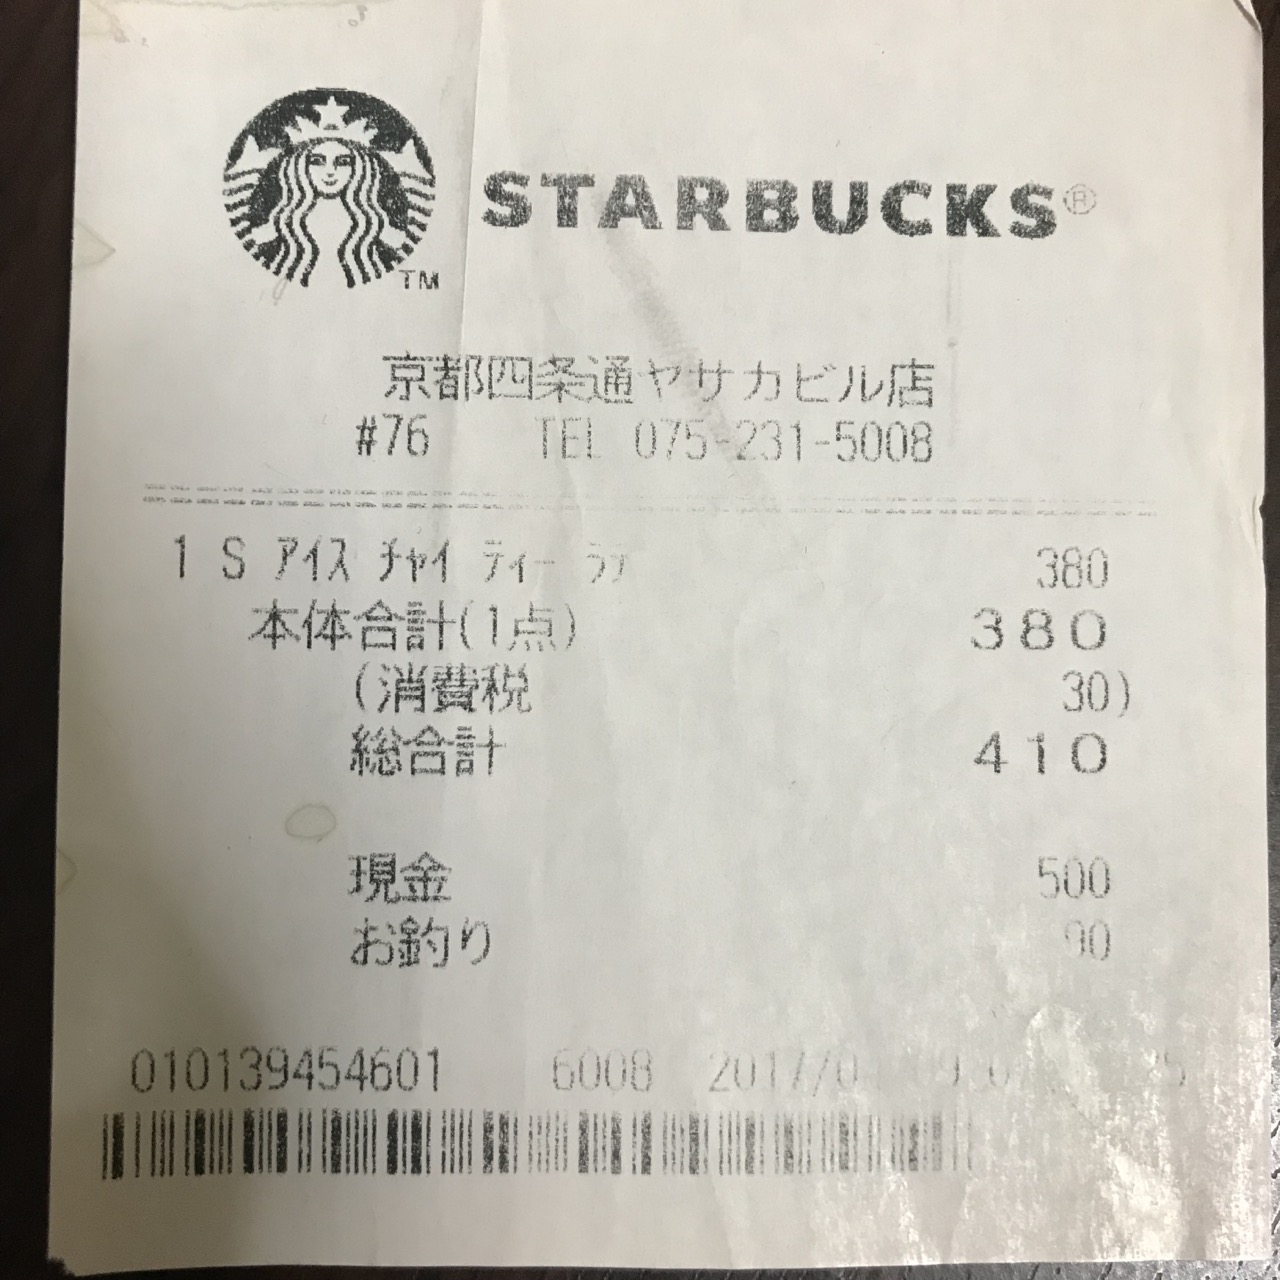 STARBUCKS®
TM
京都四条通ヤサカビル店
#76 TEL 075-231-5008
1 S アイス チャイ ティー ラテ 380
本体合計(1点) 380
(消費税 30)
総合計 410
現金 500
お釣り 90
010139454601 6008